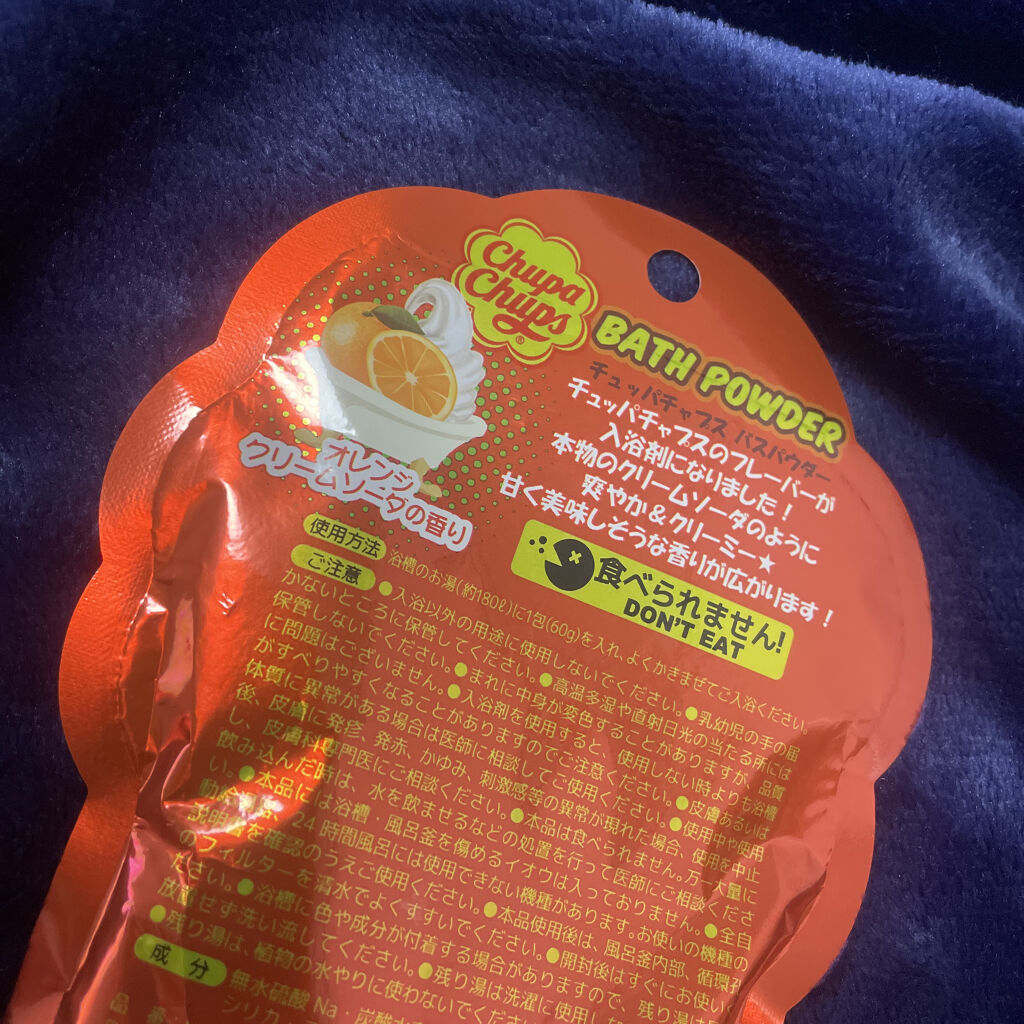 Chupa
Chups
®
BATH POWDER
チュッパチャプス バスパウダー
チュッパチャプスのフレーバーが
入浴剤になりました!
本物のクリームソーダのように
爽やか&クリーミー★
甘く美味しそうな香りが広がります!
オレンジ
クリームソーダの香り
食べられません!
DON'T EAT
使用方法 浴槽のお湯(約180ℓ)に1包(60g)を入れ、よくかきまぜてご入浴ください。
ご注意 ●入浴以外の用途に使用しないでください。●乳幼児の手の届
かないところに保管してください。●高温多湿や直射日光の当たる所には
保管しないでください。●まれに中身が変色することがありますが、品質
に問題はございません。●入浴剤を使用すると、使用しない時よりも浴槽
がすべりやすくなることがありますのでご注意ください。●皮膚あるいは
体質に異常がある場合は医師に相談してご使用ください。●使用中や使用
後、皮膚に発疹、発赤、かゆみ、刺激感等の異常が現れた場合、使用を中止
し、皮膚科専門医にご相談ください。●本品は食べられません。万一大量に
飲み込んだ時は、水を飲ませるなどの処置を行って医師にご相談くださ
い。●本品には浴槽・風呂釜を傷めるイオウは入っておりません。●全自
24時間風呂には使用できない機種があります。お使いの機種の
説明書を確認のうえご使用ください。●本品使用後は、風呂釜内部、循環孔
のフィルターを清水でよくすすいでください。●開封後はすぐにお使いく
ださい。●浴槽に色や成分が付着する場合がありますので、残り湯は
放置せず洗い流してください。●残り湯は洗濯に使用し
●残り湯は、植物の水やりに使わないでください
成分 無水硫酸Na
シリカ